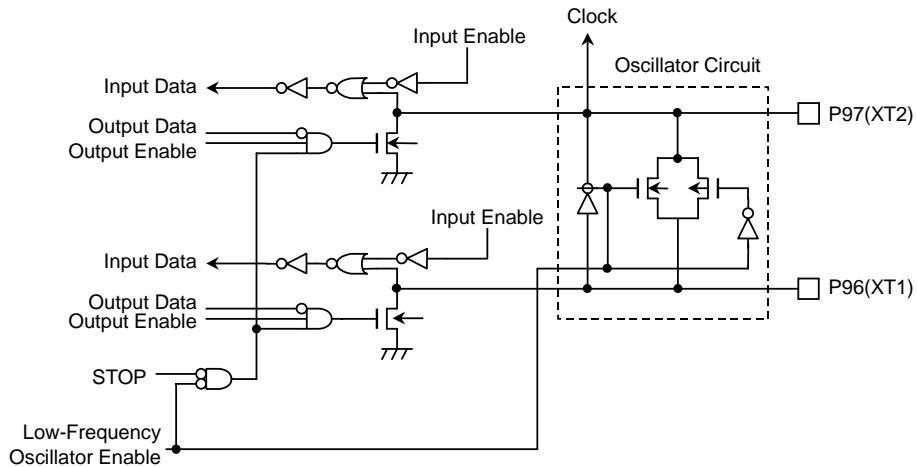 Clock
Input Enable
Oscillator Circuit
Input Data
P97(XT2)
Output Data
Output Enable
Input Enable
Input Data
P96(XT1)
Output Data
Output Enable
STOP
Low-Frequency
Oscillator Enable